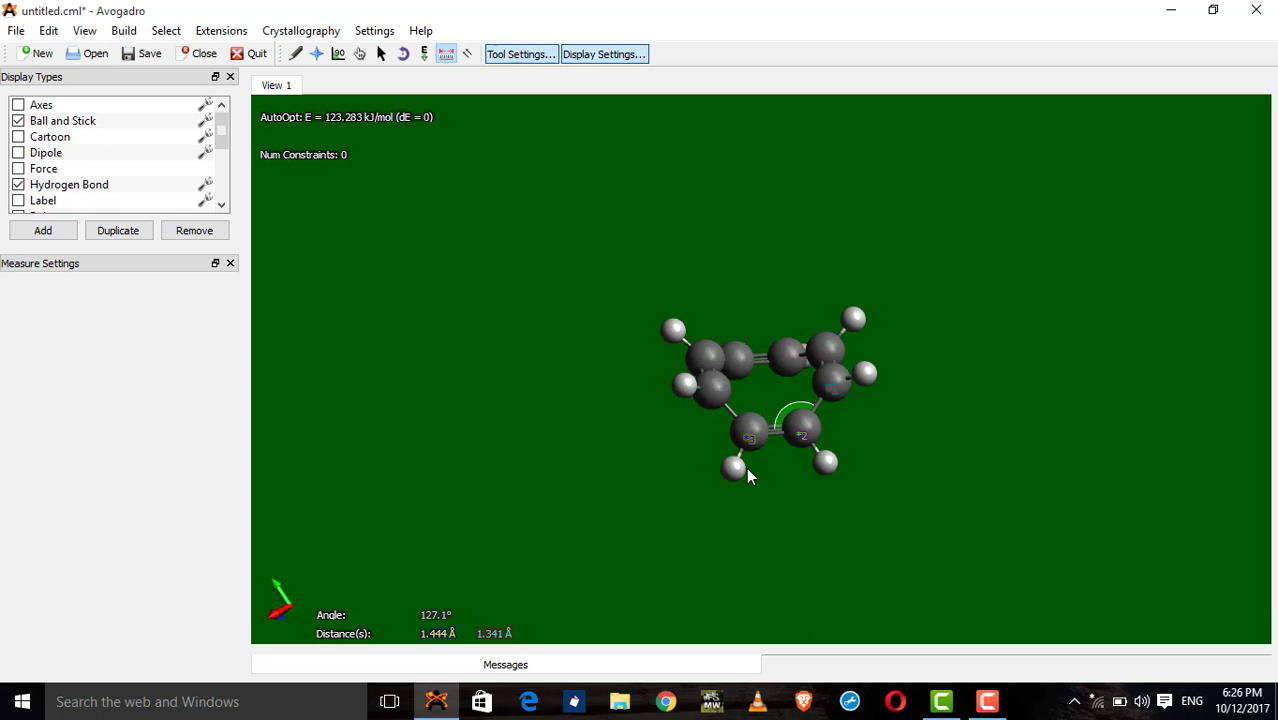 untitled.cml* - Avogadro
File Edit View Build Select Extensions Crystallography Settings Help
New Open Save Close Quit Tool Settings... Display Settings...
Display Types
View 1
Axes
Ball and Stick
Cartoon
Dipole
Force
Hydrogen Bond
Label
Add Duplicate Remove
Measure Settings
AutoOpt: E = 123.283 kJ/mol (dE = 0)
Num Constraints: 0
*1
*3 *2
Angle: 127.1°
Distance(s): 1.444 Å 1.341 Å
Messages
Search the web and Windows
ENG
6:26 PM
10/12/2017